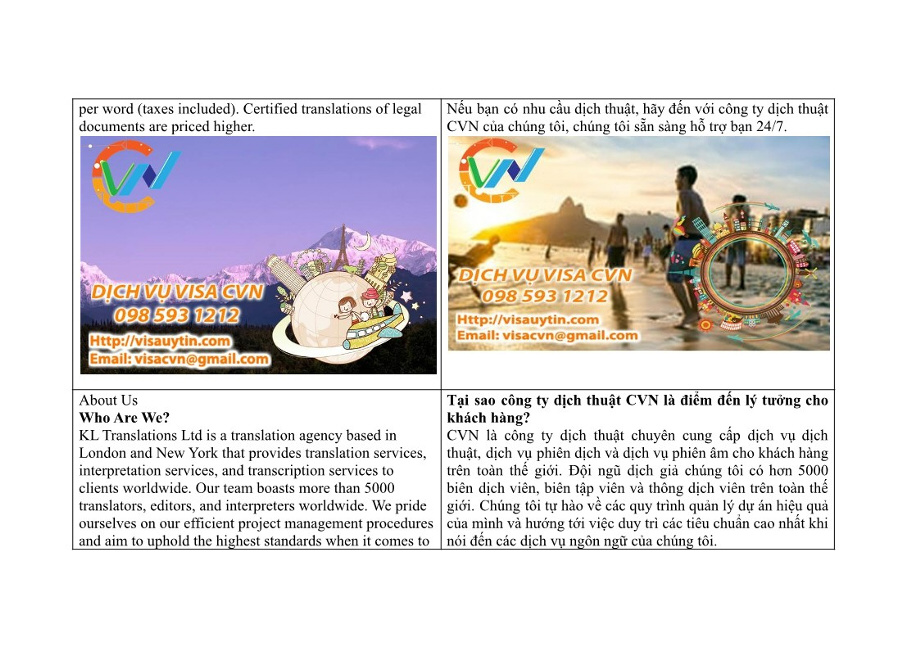 per word (taxes included). Certified translations of legal
documents are priced higher.
CVN
DỊCH VỤ VISA CVN
098 593 1212
Http://visauytin.com
Email: visacvn@gmail.com
Nếu bạn có nhu cầu dịch thuật, hãy đến với công ty dịch thuật
CVN của chúng tôi, chúng tôi sẵn sàng hỗ trợ bạn 24/7.
CVN
DỊCH VỤ VISA CVN
098 593 1212
Http://visauytin.com
Email: visacvn@gmail.com
About Us
Who Are We?
KL Translations Ltd is a translation agency based in
London and New York that provides translation services,
interpretation services, and transcription services to
clients worldwide. Our team boasts more than 5000
translators, editors, and interpreters worldwide. We pride
ourselves on our efficient project management procedures
and aim to uphold the highest standards when it comes to
Tại sao công ty dịch thuật CVN là điểm đến lý tưởng cho
khách hàng?
CVN là công ty dịch thuật chuyên cung cấp dịch vụ dịch
thuật, dịch vụ phiên dịch và dịch vụ phiên âm cho khách hàng
trên toàn thế giới. Đội ngũ dịch giả chúng tôi có hơn 5000
biên dịch viên, biên tập viên và thông dịch viên trên toàn thế
giới. Chúng tôi tự hào về các quy trình quản lý dự án hiệu quả
của mình và hướng tới việc duy trì các tiêu chuẩn cao nhất khi
nói đến các dịch vụ ngôn ngữ của chúng tôi.